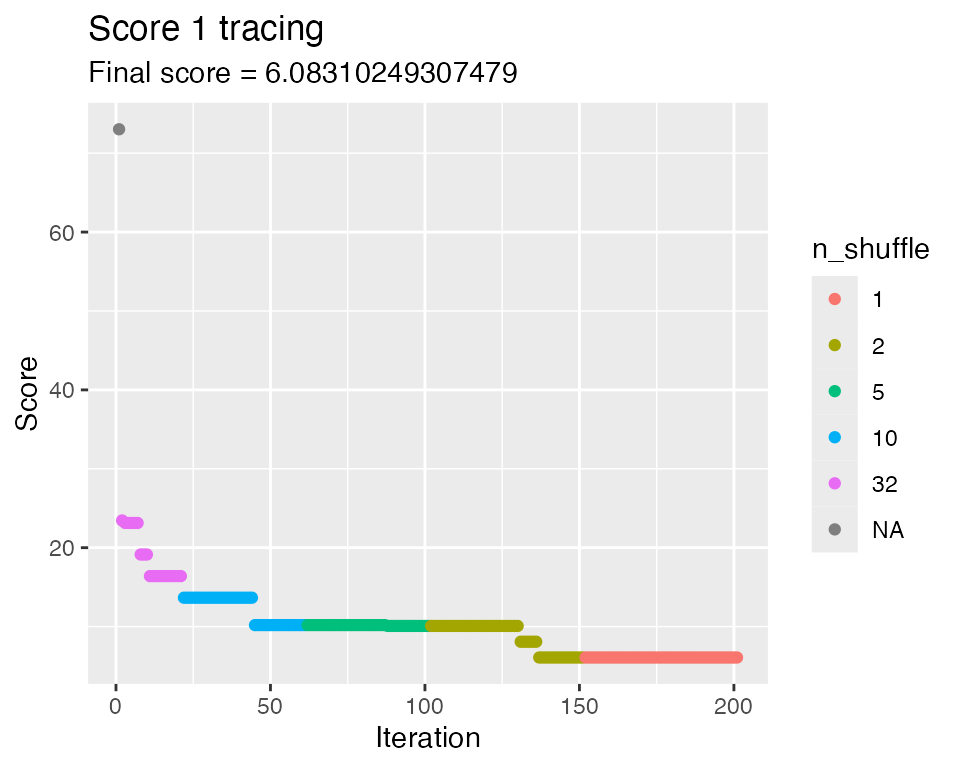 Score 1 tracing
Final score = 6.08310249307479
Score
60
40
20
0
50
100
150
200
Iteration
n_shuffle
1
2
5
10
32
NA